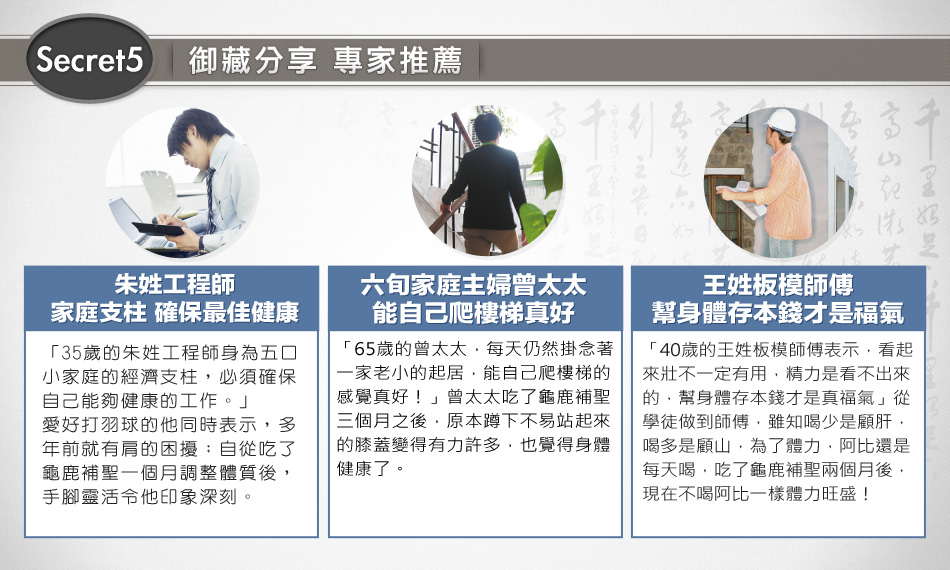 Secret5
御藏分享 專家推薦
朱姓工程師
家庭支柱 確保最佳健康
「35歲的朱姓工程師身為五口
小家庭的經濟支柱，必須確保
自己能夠健康的工作。」
愛好打羽球的他同時表示，多
年前就有肩的困擾；自從吃了
龜鹿補聖一個月調整體質後，
手腳靈活令他印象深刻。
六旬家庭主婦曾太太
能自己爬樓梯真好
「65歲的曾太太，每天仍然掛念著
一家老小的起居，能自己爬樓梯的
感覺真好！」曾太太吃了龜鹿補聖
三個月之後，原本蹲下不易站起來
的膝蓋變得有力許多，也覺得身體
健康了。
王姓板模師傅
幫身體存本錢才是福氣
「40歲的王姓板模師傅表示，看起
來壯不一定有用，精力是看不出來
的，幫身體存本錢才是真福氣」從
學徒做到師傅，雖知喝少是顧肝，
喝多是顧山，為了體力，阿比還是
每天喝，吃了龜鹿補聖兩個月後，
現在不喝阿比一樣體力旺盛！